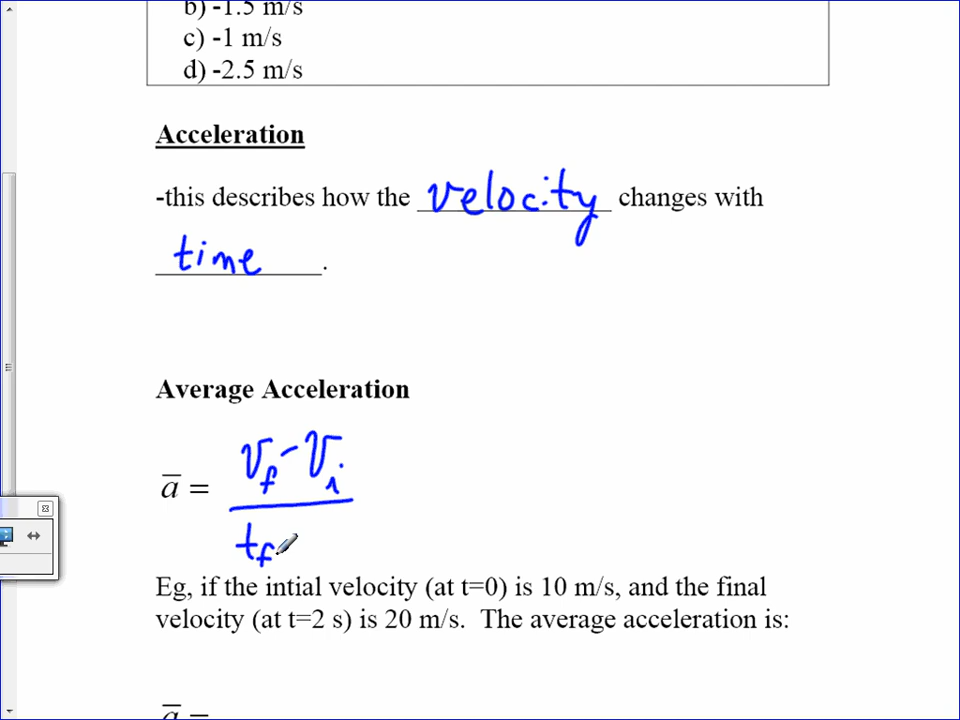 b) -1.5 m/s
c) -1 m/s
d) -2.5 m/s
Acceleration
-this describes how the velocity changes with
time.
Average Acceleration
vf - vi
a̅ =
tf
Eg, if the intial velocity (at t=0) is 10 m/s, and the final
velocity (at t=2 s) is 20 m/s. The average acceleration is:
a̅ =